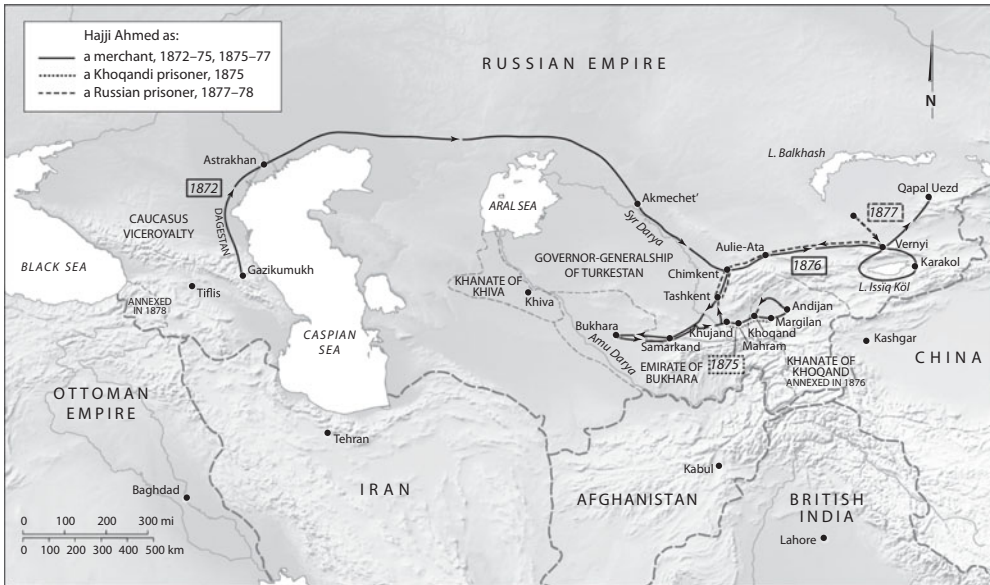 Hajji Ahmed as:
a merchant, 1872–75, 1875–77
a Khoqandi prisoner, 1875
a Russian prisoner, 1877–78
RUSSIAN EMPIRE
N
Astrakhan
L. Balkhash
1872
Qapal Uezd
Akmechet'
ARAL SEA
1877
DAGESTAN
CAUCASUS
VICEROYALTY
Syr Darya
Aulie-Ata
Vernyi
GOVERNOR-GENERALSHIP
OF TURKESTAN
1876
Karakol
BLACK SEA
Gazikumukh
Chimkent
L. Issiq Köl
KHANATE OF
KHIVA
Tiflis
Tashkent
ANNEXED
IN 1878
Khiva
Andijan
Bukhara
Khujand
Margilan
Khoqand
CASPIAN
SEA
Amu Darya
Samarkand
Mahram
Kashgar
EMIRATE OF
BUKHARA
1875
KHANATE OF
KHOQAND
ANNEXED IN 1876
CHINA
OTTOMAN
EMPIRE
Tehran
Kabul
IRAN
Baghdad
AFGHANISTAN
BRITISH
INDIA
0 100 200 300 mi
0 100 200 300 400 500 km
Lahore